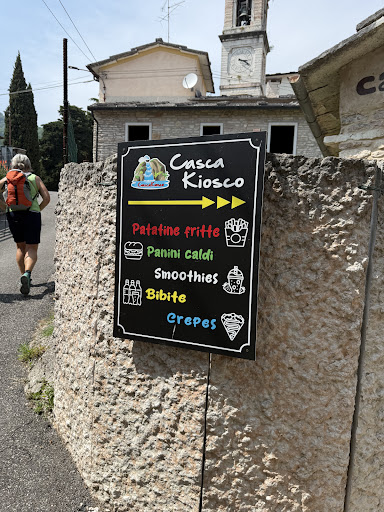 Casca
Kiosco
Patatine fritte
Panini caldi
Smoothies
Bibite
Crepes